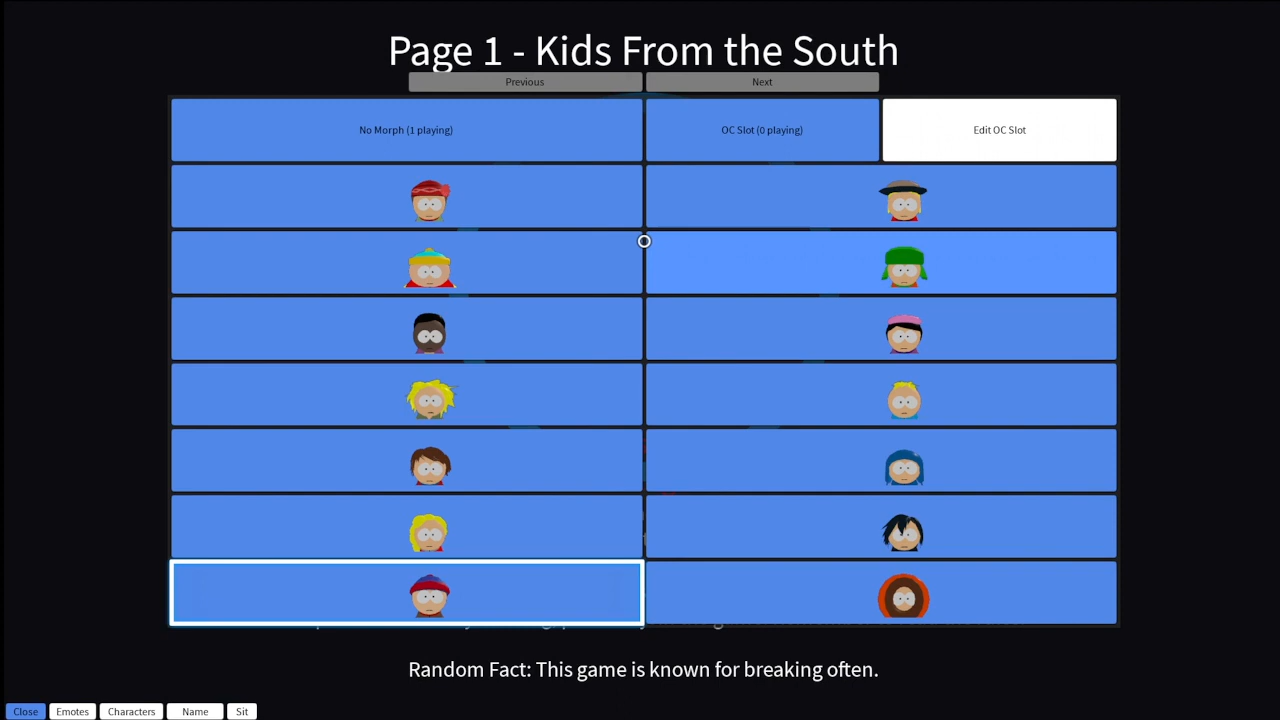 Page 1 - Kids From the South
Previous
Next
No Morph (1 playing)
OC Slot (0 playing)
Edit OC Slot
Random Fact: This game is known for breaking often.
Close
Emotes
Characters
Name
Sit